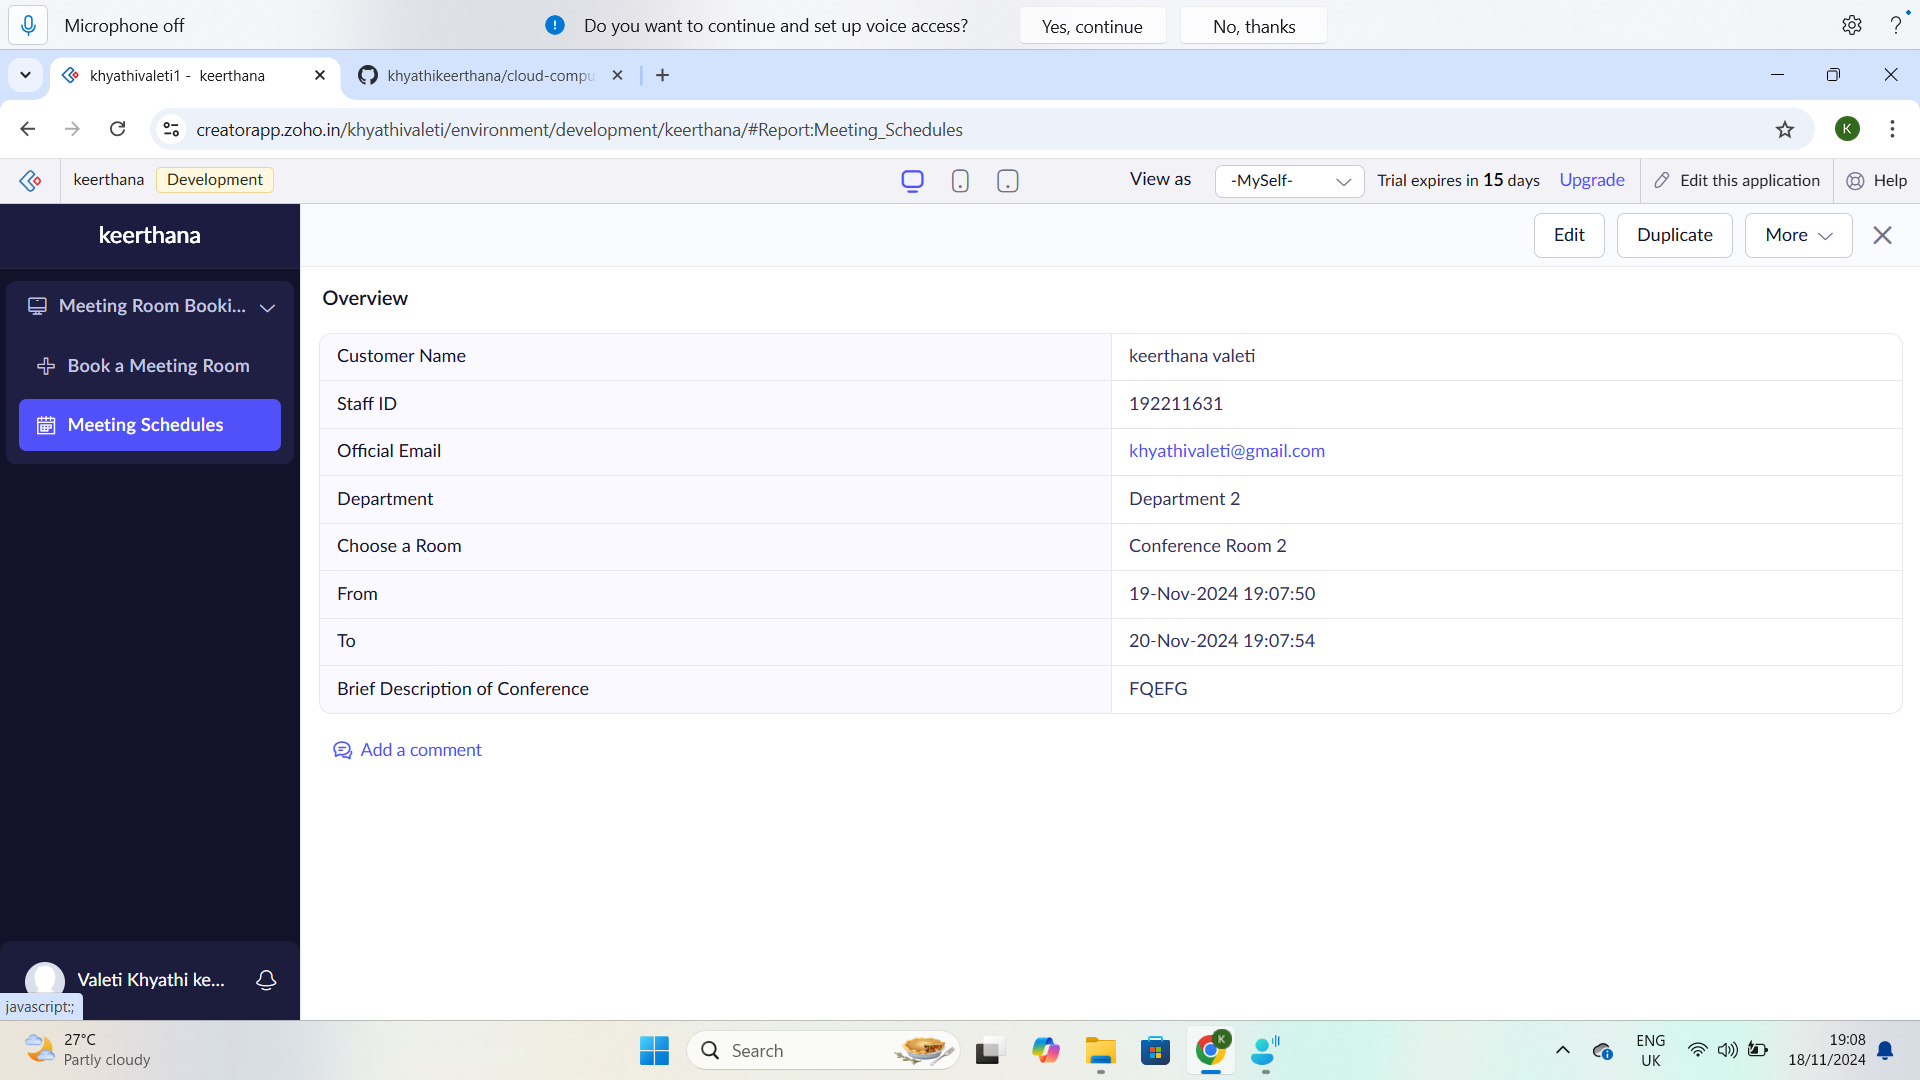 Microphone off
Do you want to continue and set up voice access?
Yes, continue
No, thanks
khyathivaleti1 - keerthana
khyathikeerthana/cloud-compu
creatorapp.zoho.in/khyathivaleti/environment/development/keerthana/#Report:Meeting_Schedules
K
keerthana
Development
View as
-MySelf-
Trial expires in 15 days
Upgrade
Edit this application
Help
keerthana
Edit
Duplicate
More
Meeting Room Booki...
Book a Meeting Room
Meeting Schedules
Overview
Customer Name
keerthana valeti
Staff ID
192211631
Official Email
khyathivaleti@gmail.com
Department
Department 2
Choose a Room
Conference Room 2
From
19-Nov-2024 19:07:50
To
20-Nov-2024 19:07:54
Brief Description of Conference
FQEFG
Add a comment
Valeti Khyathi ke...
javascript:;
27°C
Partly cloudy
Search
K
ENG
UK
19:08
18/11/2024